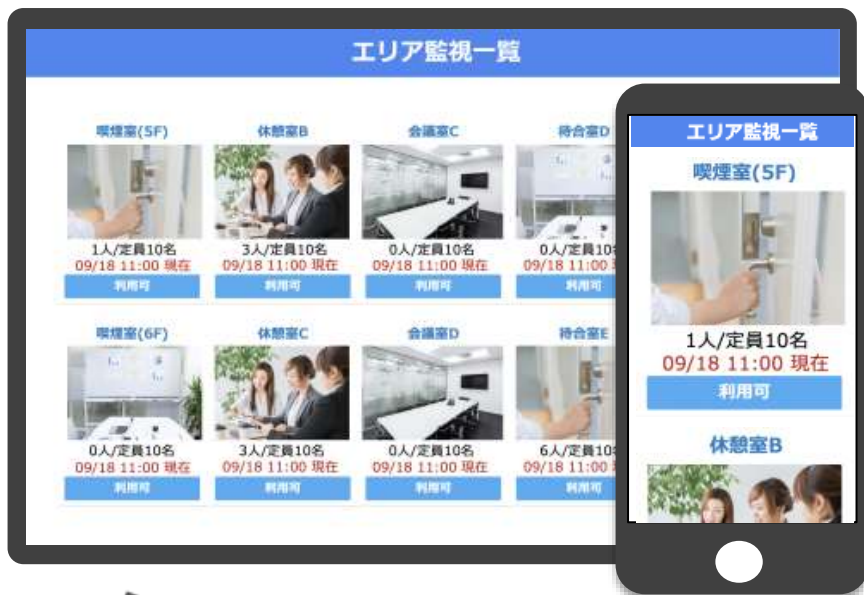 エリア監視一覧
喫煙室(5F)
休憩室B
会議室C
待合室D
1人/定員10名
3人/定員10名
0人/定員10名
0人/定員10
09/18 11:00 現在
09/18 11:00 現在
09/18 11:00 現在
09/18 11:00
利用可
利用可
利用可
利用可
喫煙室(6F)
休憩室C
会議室D
待合室E
0人/定員10名
3人/定員10名
0人/定員10名
6人/定員10
09/18 11:00 現在
09/18 11:00 現在
09/18 11:00 現在
09/18 11:00
利用可
利用可
利用可
利用可
エリア監視一覧
喫煙室(5F)
1人/定員10名
09/18 11:00 現在
利用可
休憩室B